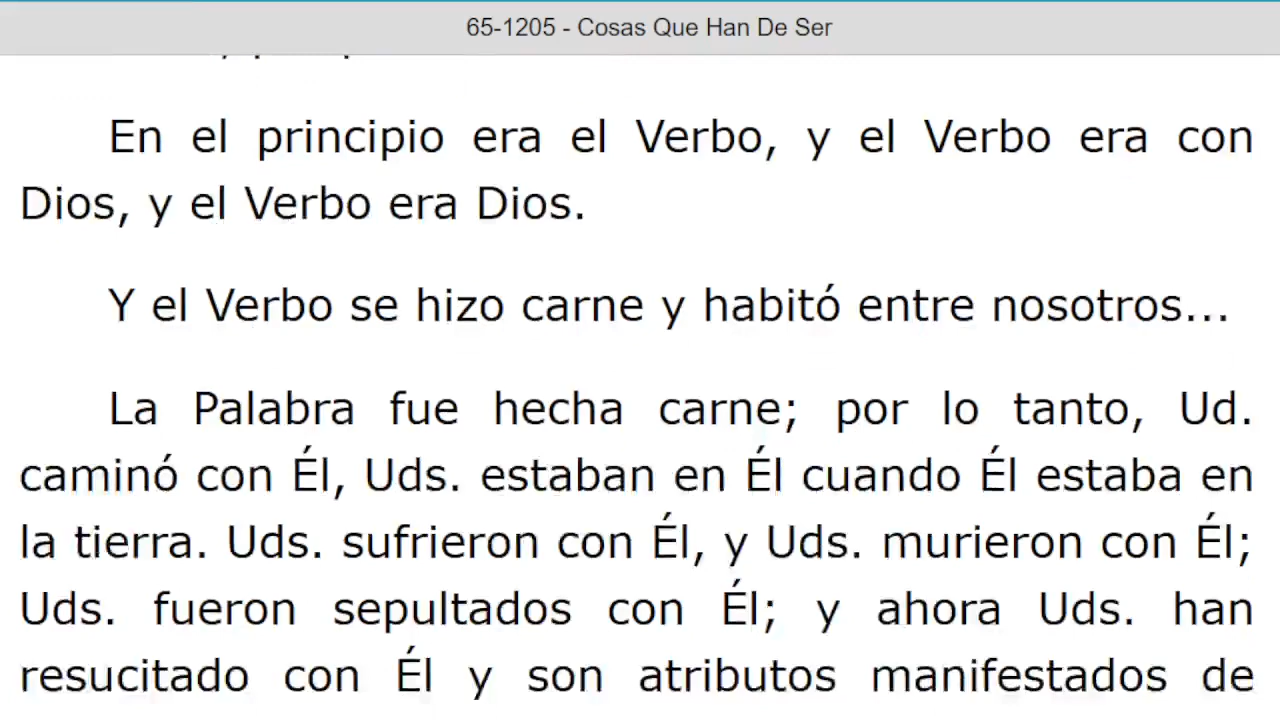 65-1205 - Cosas Que Han De Ser
En el principio era el Verbo, y el Verbo era con
Dios, y el Verbo era Dios.
Y el Verbo se hizo carne y habitó entre nosotros...
La Palabra fue hecha carne; por lo tanto, Ud.
caminó con Él, Uds. estaban en Él cuando Él estaba en
la tierra. Uds. sufrieron con Él, y Uds. murieron con Él;
Uds. fueron sepultados con Él; y ahora Uds. han
resucitado con Él y son atributos manifestados de